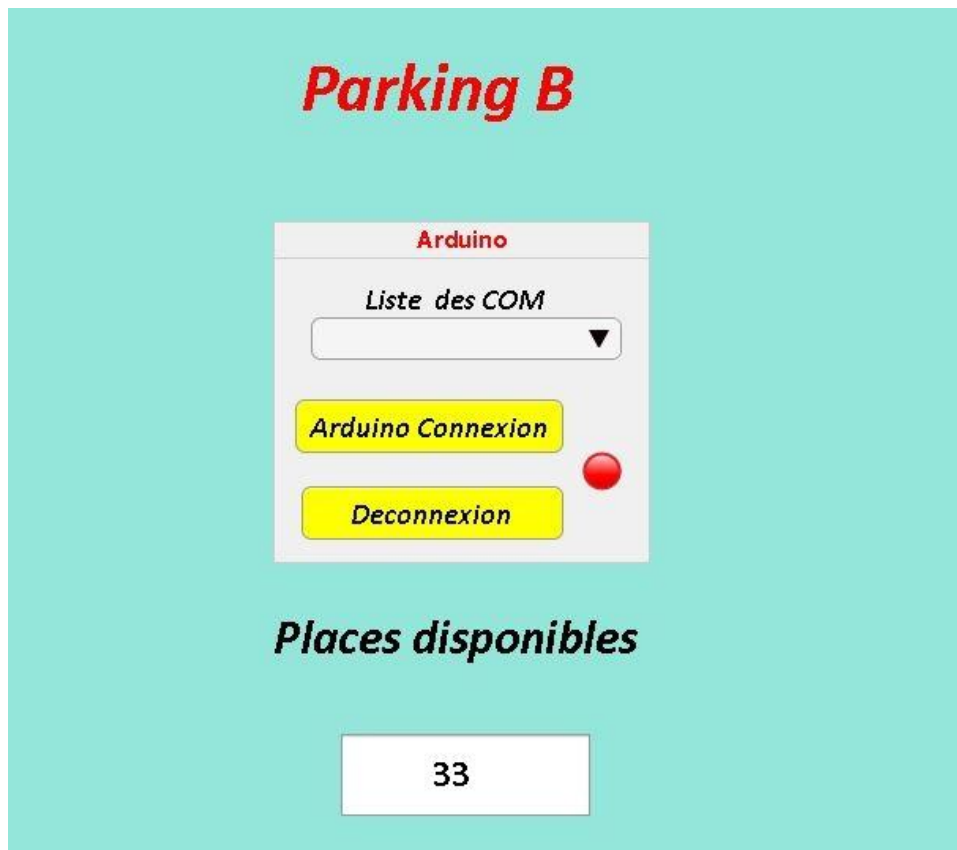 Parking B
Arduino
Liste des COM
Arduino Connexion
Deconnexion
Places disponibles
33